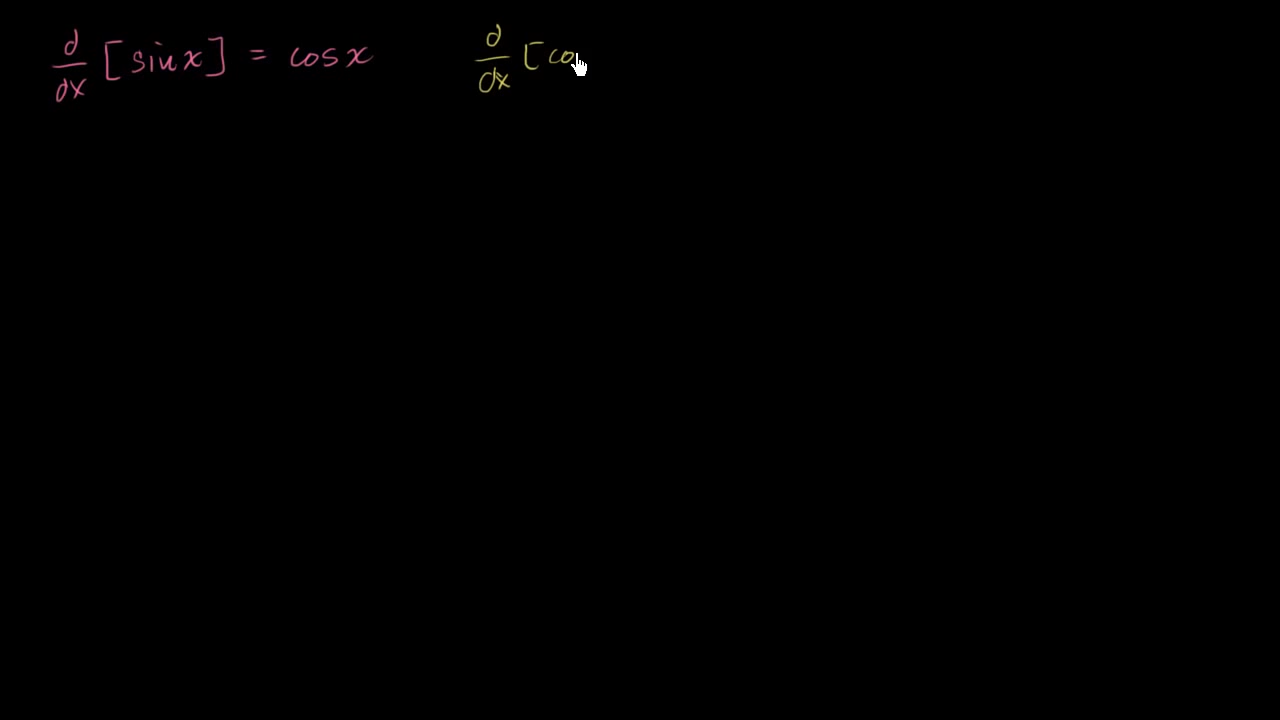 d/dx [sin x] = cos x
d/dx [co